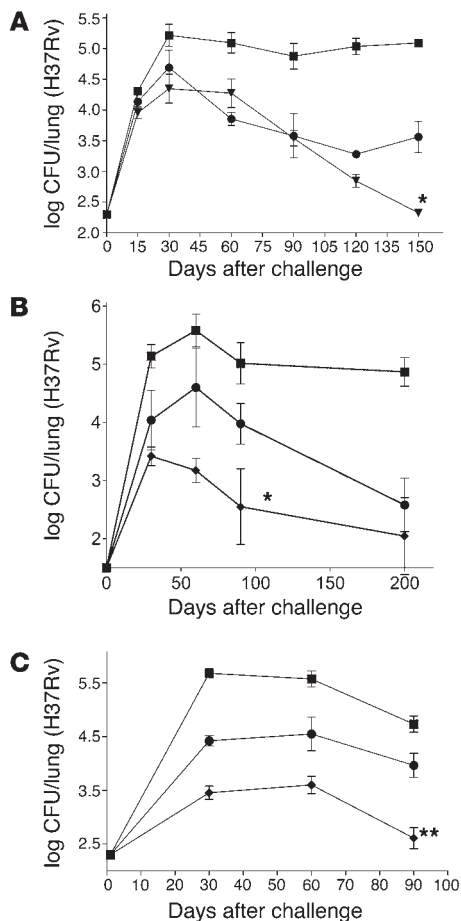 A
log CFU/lung (H37Rv)
5.5
5.0
4.5
4.0
3.5
3.0
2.5
2.0
*
0 15 30 45 60 75 90 105 120 135 150
Days after challenge
B
log CFU/lung (H37Rv)
6
5
4
3
2
*
0 50 100 150 200
Days after challenge
C
log CFU/lung (H37Rv)
5.5
4.5
3.5
2.5
**
0 10 20 30 40 50 60 70 80 90 100
Days after challenge